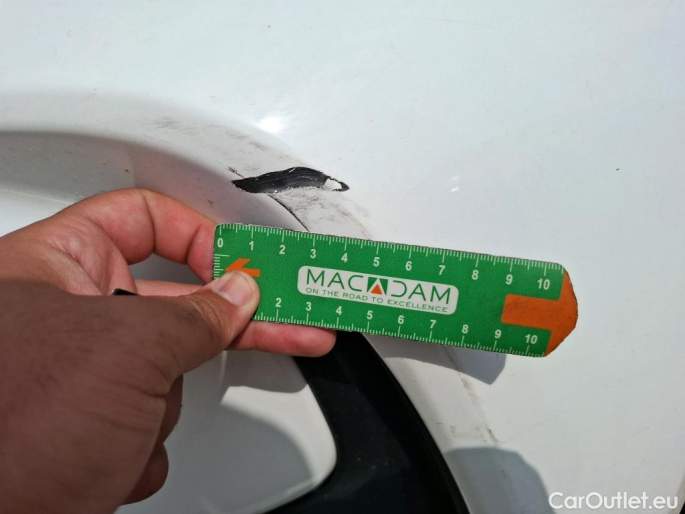 0 1 2 3 4 5 6 7 8 9 10
MACADAM
ON THE ROAD TO EXCELLENCE
2 3 4 5 6 7 8 9 10
CarOutlet.eu